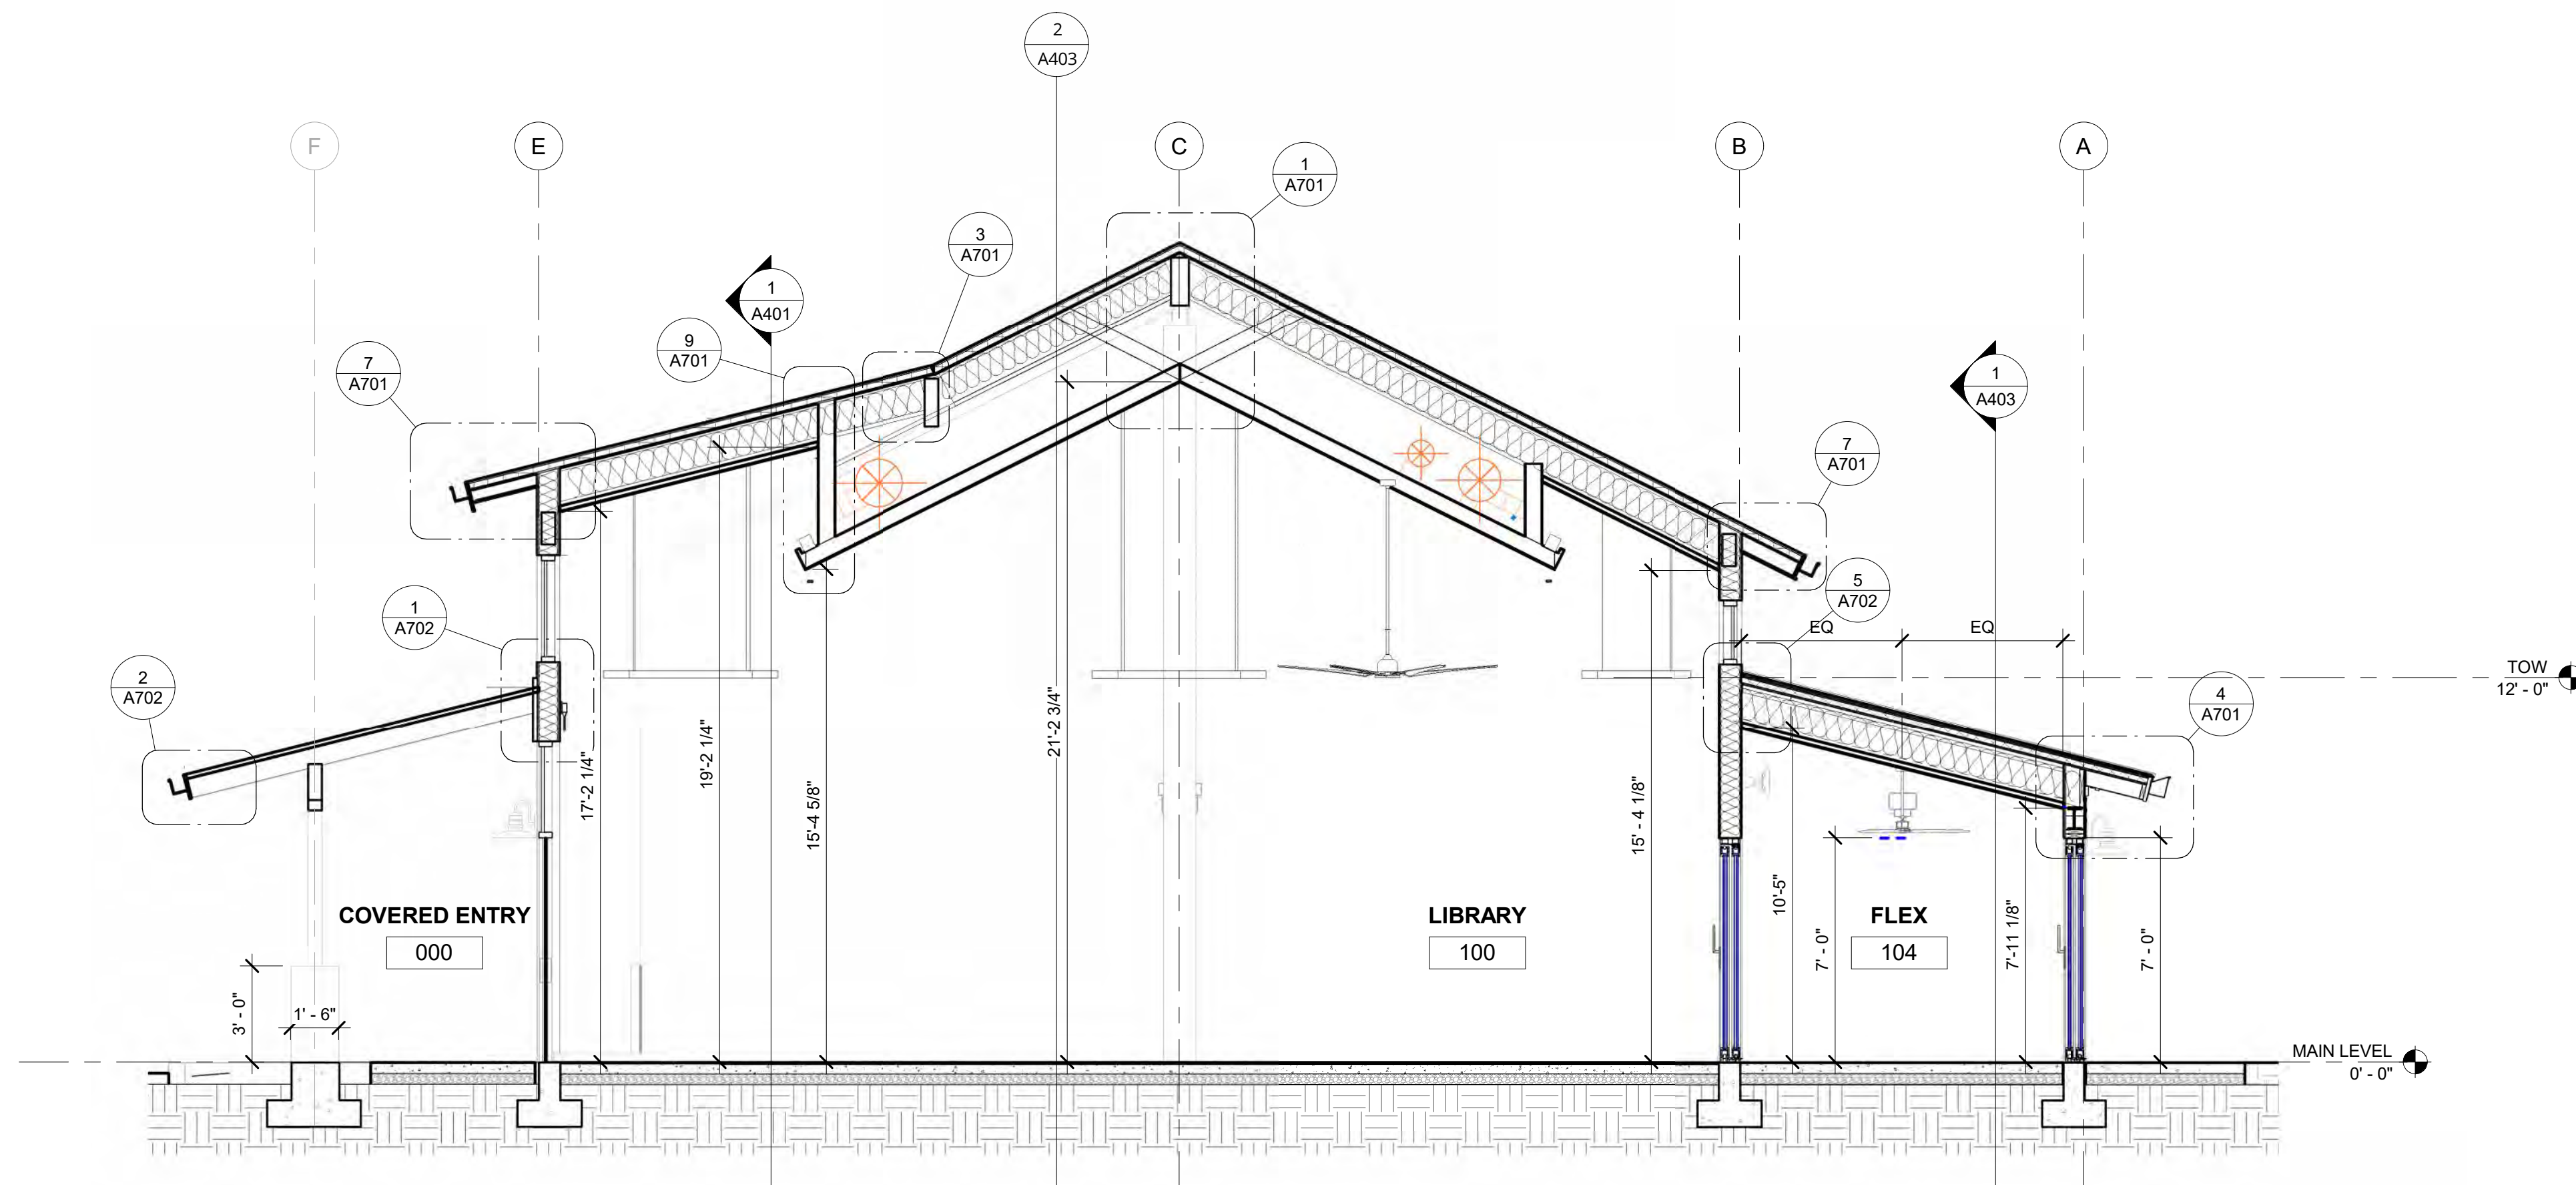 2
A403
F
E
C
B
A
1
A701
3
A701
1
A401
9
A701
7
A701
1
A403
7
A701
5
A702
1
A702
EQ
EQ
TOW
12' - 0"
2
A702
4
A701
17'-2 1/4"
19'-2 1/4"
15'-4 5/8"
21'-2 3/4"
15' - 4 1/8"
10'-5"
7' - 0"
7'-11 1/8"
7' - 0"
COVERED ENTRY
000
LIBRARY
100
FLEX
104
3' - 0"
1' - 6"
MAIN LEVEL
0' - 0"